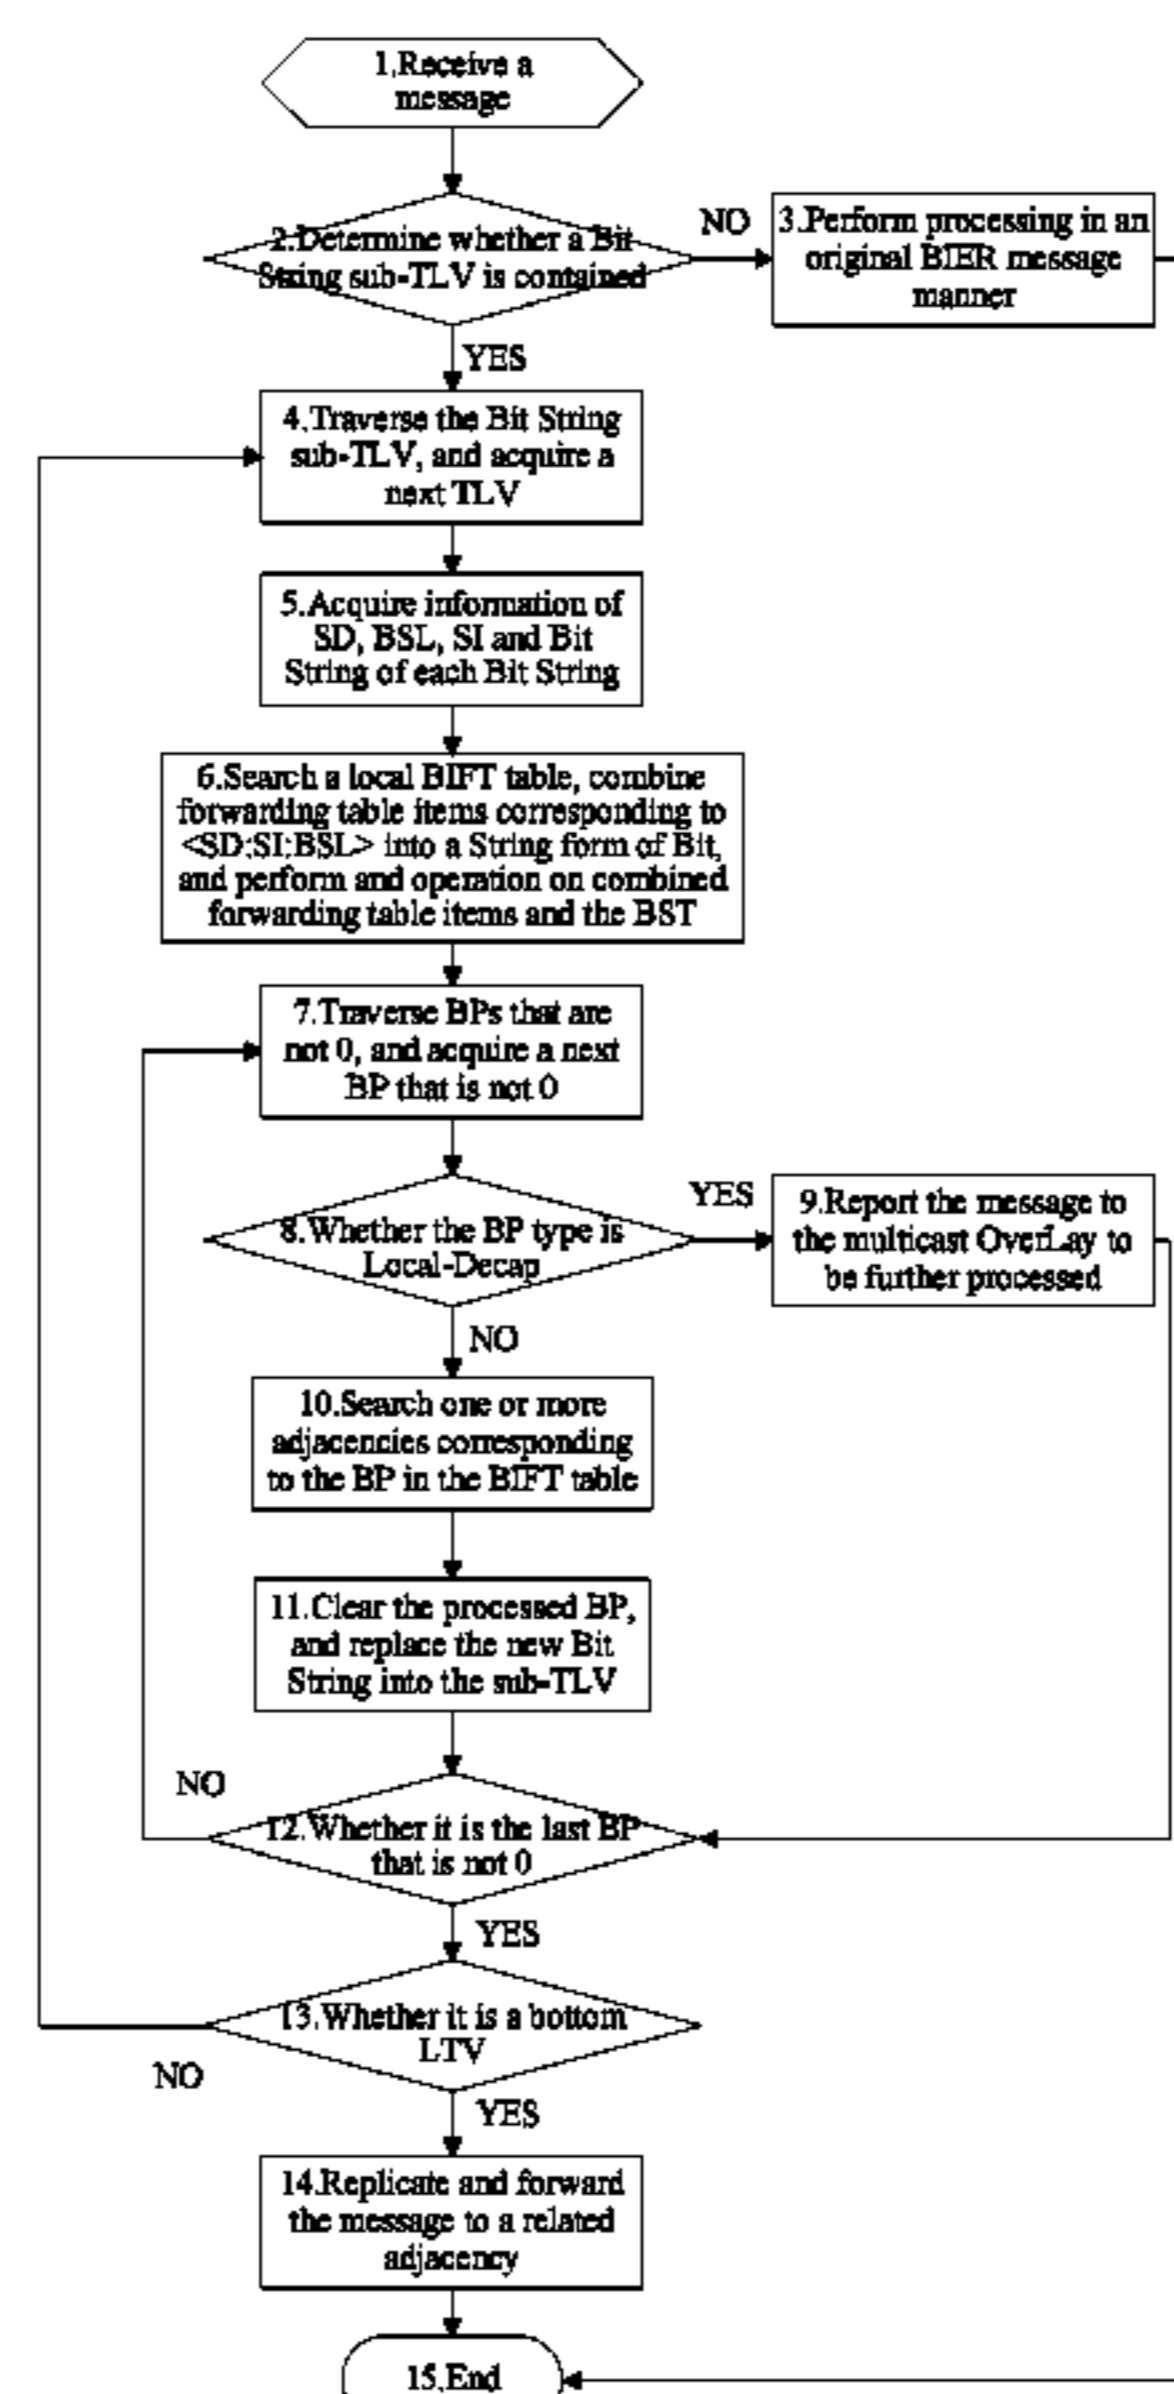 1.Receive a
message
2.Determine whether a Bit
String sub-TLV is contained
NO
3.Perform processing in an
original BIER message
manner
YES
4.Traverse the Bit String
sub-TLV, and acquire a
next TLV
5.Acquire information of
SD, BSL, SI and Bit
String of each Bit String
6.Search a local BIFT table, combine
forwarding table items corresponding to
<SD:SI:BSL> into a String form of Bit,
and perform and operation on combined
forwarding table items and the BST
7.Traverse BPs that are
not 0, and acquire a next
BP that is not 0
8.Whether the BP type is
Local-Decap
YES
9.Report the message to
the multicast OverLay to
be further processed
NO
10.Search one or more
adjacencies corresponding
to the BP in the BIFT table
11.Clear the processed BP,
and replace the new Bit
String into the sub-TLV
NO
12.Whether it is the last BP
that is not 0
YES
13.Whether it is a bottom
LTV
NO
YES
14.Replicate and forward
the message to a related
adjacency
15.End